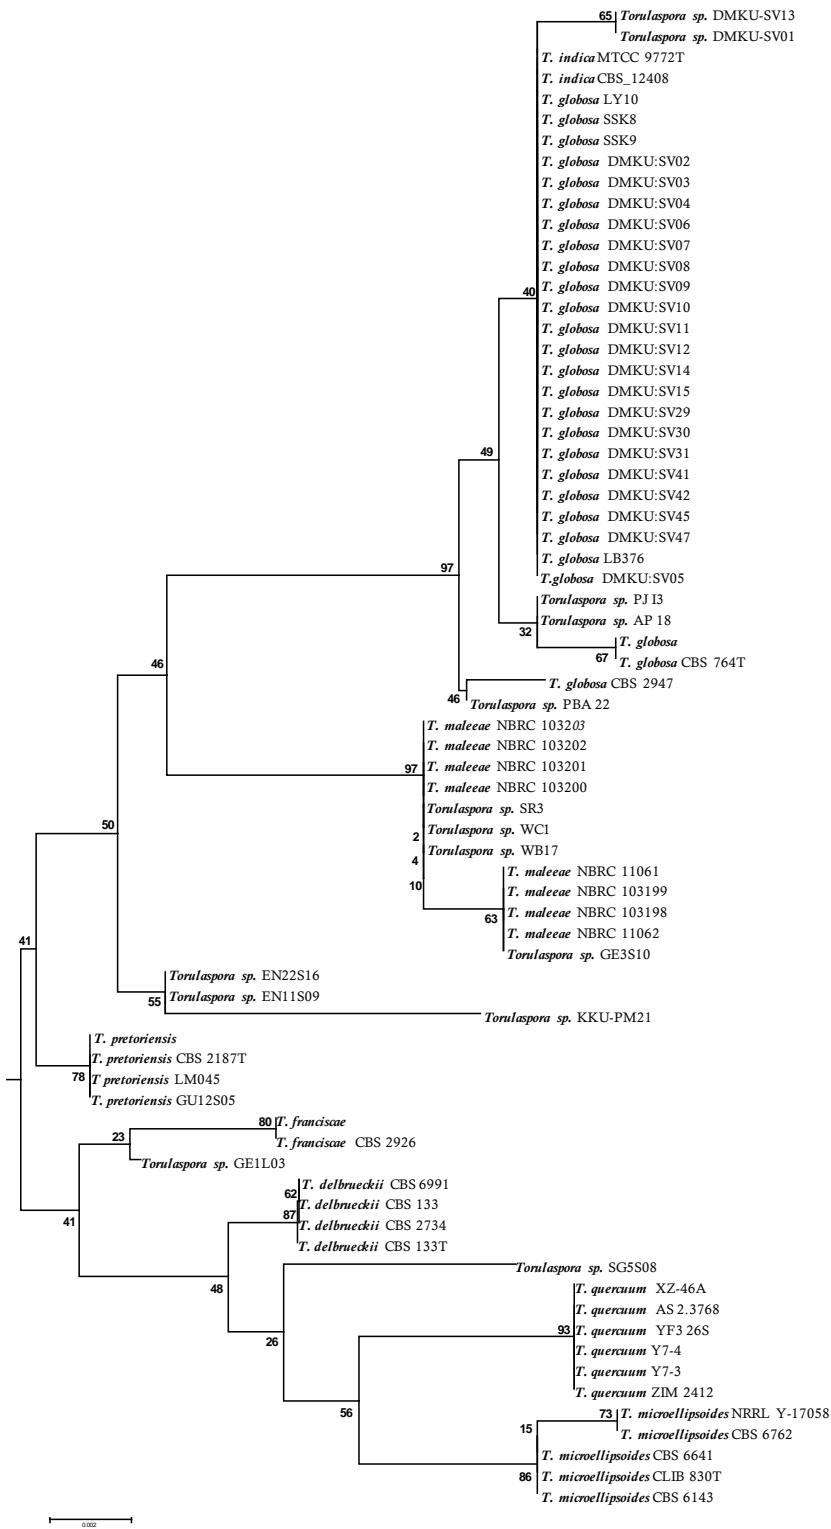 65
Torulaspora sp. DMKU-SV13
Torulaspora sp. DMKU-SV01
T. indica MTCC 9772T
T. indica CBS_12408
T. globosa LY10
T. globosa SSK8
T. globosa SSK9
T. globosa DMKU:SV02
T. globosa DMKU:SV03
T. globosa DMKU:SV04
T. globosa DMKU:SV06
T. globosa DMKU:SV07
T. globosa DMKU:SV08
T. globosa DMKU:SV09
40
T. globosa DMKU:SV10
T. globosa DMKU:SV11
T. globosa DMKU:SV12
T. globosa DMKU:SV14
T. globosa DMKU:SV15
T. globosa DMKU:SV29
T. globosa DMKU:SV30
49
T. globosa DMKU:SV31
T. globosa DMKU:SV41
T. globosa DMKU:SV42
T. globosa DMKU:SV45
T. globosa DMKU:SV47
T. globosa LB376
97
T.globosa DMKU:SV05
Torulaspora sp. PJ I3
Torulaspora sp. AP 18
32
T. globosa
67
T. globosa CBS 764T
46
T. globosa CBS 2947
46
Torulaspora sp. PBA 22
T. maleeae NBRC 103203
T. maleeae NBRC 103202
97
T. maleeae NBRC 103201
T. maleeae NBRC 103200
Torulaspora sp. SR3
50
Torulaspora sp. WC1
2
Torulaspora sp. WB17
4
T. maleeae NBRC 11061
10
T. maleeae NBRC 103199
T. maleeae NBRC 103198
63
T. maleeae NBRC 11062
41
Torulaspora sp. GE3S10
Torulaspora sp. EN22S16
Torulaspora sp. EN11S09
55
Torulaspora sp. KKU-PM21
T. pretoriensis
T. pretoriensis CBS 2187T
78
T pretoriensis LM045
T. pretoriensis GU12S05
80
T. franciscae
23
T. franciscae CBS 2926
Torulaspora sp. GE1L03
T. delbrueckii CBS 6991
62
T. delbrueckii CBS 133
87
41
T. delbrueckii CBS 2734
T. delbrueckii CBS 133T
Torulaspora sp. SG5S08
48
T. quercuum XZ-46A
T. quercuum AS 2.3768
93
T. quercuum YF3 26S
26
T. quercuum Y7-4
T. quercuum Y7-3
T. quercuum ZIM 2412
56
73
T. microellipsoides NRRL Y-17058
15
T. microellipsoides CBS 6762
T. microellipsoides CBS 6641
86
T. microellipsoides CLIB 830T
T. microellipsoides CBS 6143
0.002